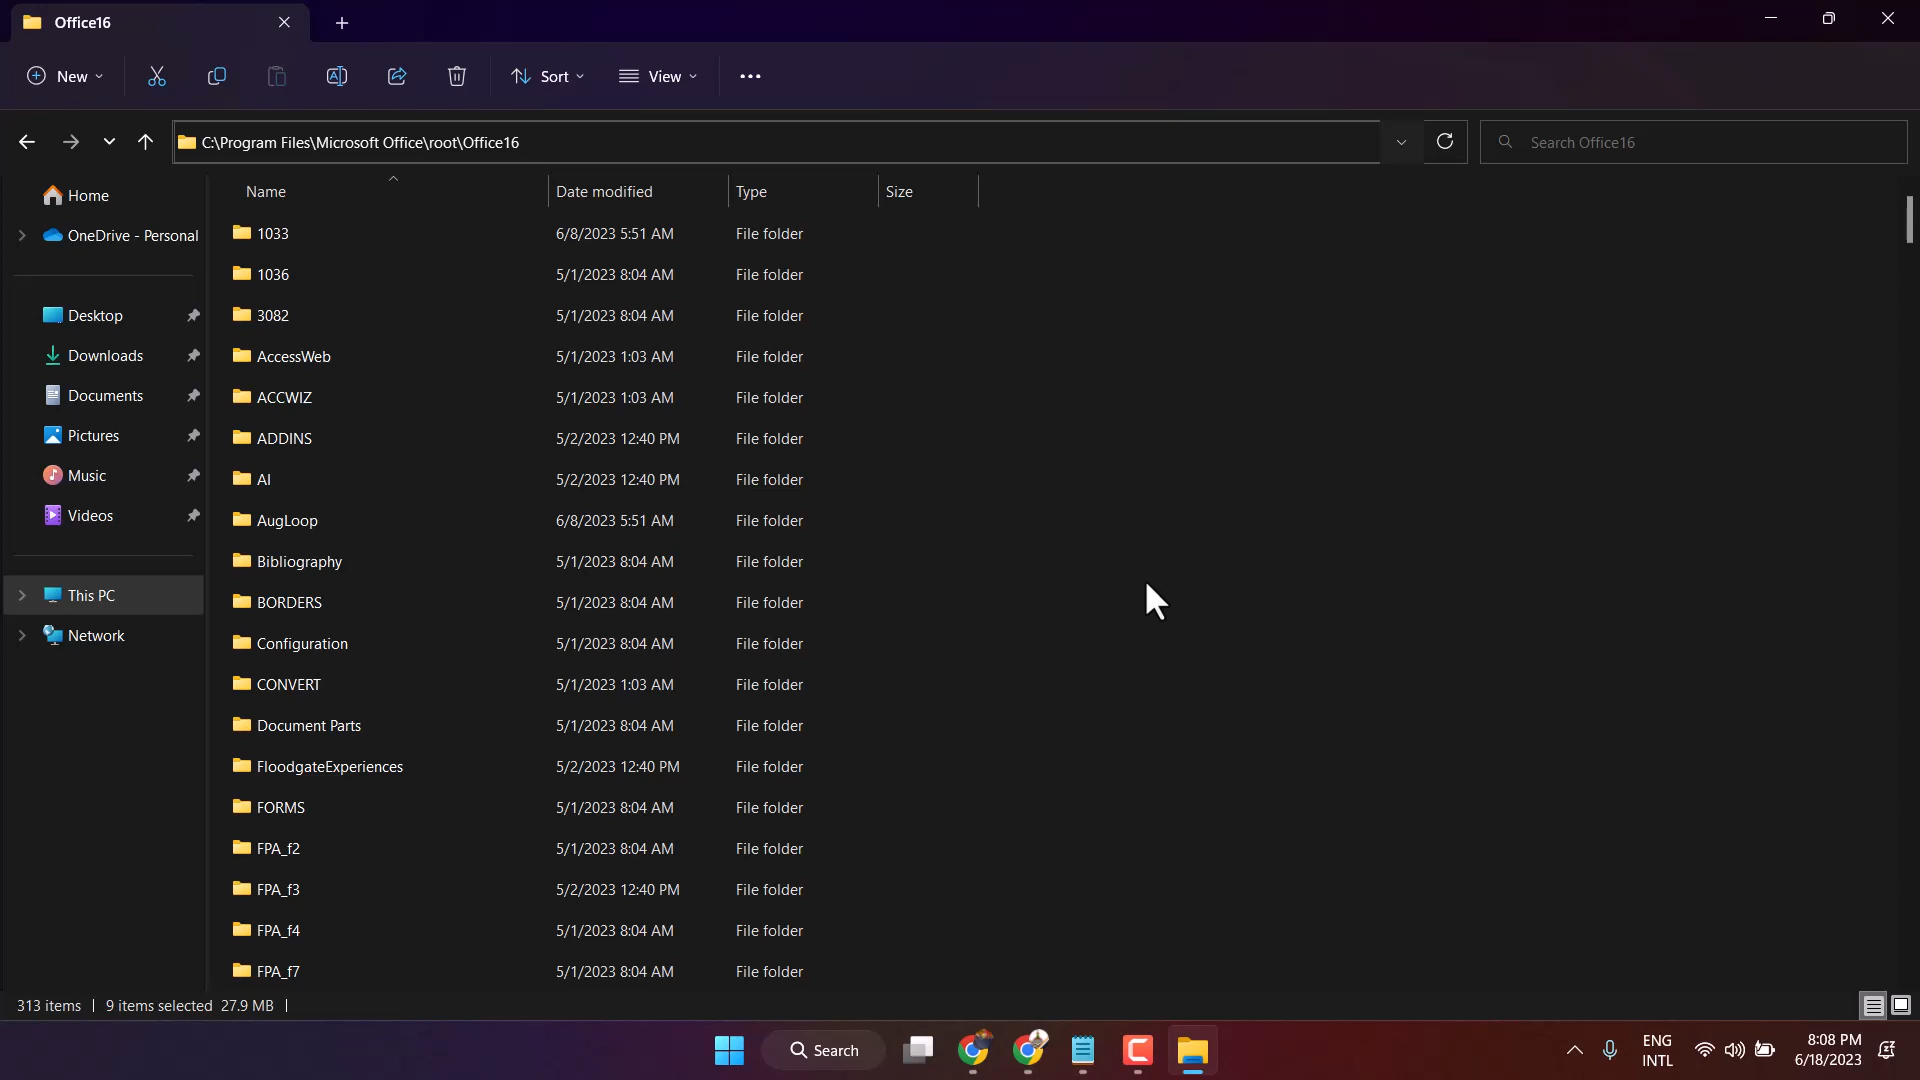 Office16
New
Sort
View
C:\Program Files\Microsoft Office\root\Office16
Search Office16
Home
OneDrive - Personal
Desktop
Downloads
Documents
Pictures
Music
Videos
This PC
Network
Name Date modified Type Size
1033 6/8/2023 5:51 AM File folder
1036 5/1/2023 8:04 AM File folder
3082 5/1/2023 8:04 AM File folder
AccessWeb 5/1/2023 1:03 AM File folder
ACCWIZ 5/1/2023 1:03 AM File folder
ADDINS 5/2/2023 12:40 PM File folder
AI 5/2/2023 12:40 PM File folder
AugLoop 6/8/2023 5:51 AM File folder
Bibliography 5/1/2023 8:04 AM File folder
BORDERS 5/1/2023 8:04 AM File folder
Configuration 5/1/2023 8:04 AM File folder
CONVERT 5/1/2023 1:03 AM File folder
Document Parts 5/1/2023 8:04 AM File folder
FloodgateExperiences 5/2/2023 12:40 PM File folder
FORMS 5/1/2023 8:04 AM File folder
FPA_f2 5/1/2023 8:04 AM File folder
FPA_f3 5/2/2023 12:40 PM File folder
FPA_f4 5/1/2023 8:04 AM File folder
FPA_f7 5/1/2023 8:04 AM File folder
313 items 9 items selected 27.9 MB
Search
ENG
INTL
8:08 PM
6/18/2023